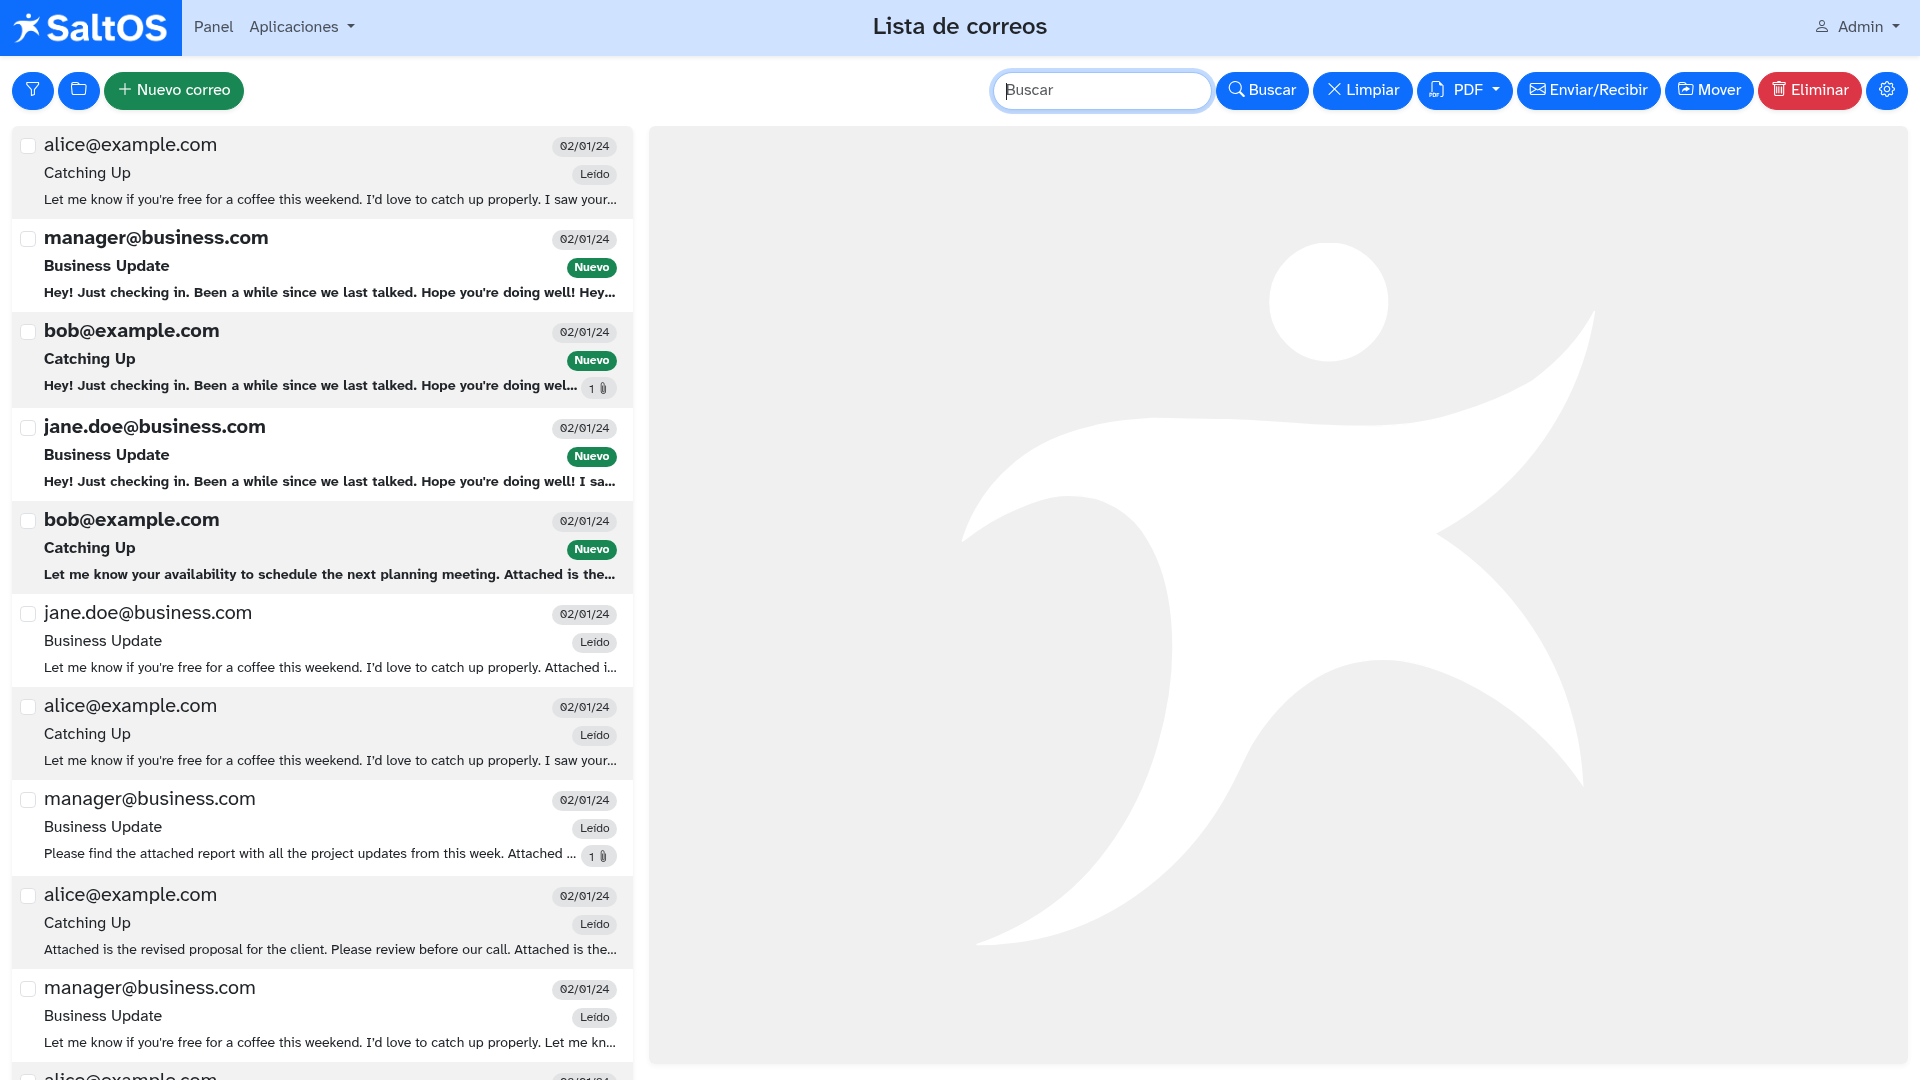 SaltOS Panel Aplicaciones Lista de correos Admin
Nuevo correo Buscar Buscar Limpiar PDF PDF Enviar/Recibir Mover Eliminar
alice@example.com 02/01/24
Catching Up Leído
Let me know if you're free for a coffee this weekend. I'd love to catch up properly. I saw your...
manager@business.com 02/01/24
Business Update Nuevo
Hey! Just checking in. Been a while since we last talked. Hope you're doing well! Hey...
bob@example.com 02/01/24
Catching Up Nuevo
Hey! Just checking in. Been a while since we last talked. Hope you're doing wel... 1
jane.doe@business.com 02/01/24
Business Update Nuevo
Hey! Just checking in. Been a while since we last talked. Hope you're doing well! I sa...
bob@example.com 02/01/24
Catching Up Nuevo
Let me know your availability to schedule the next planning meeting. Attached is the...
jane.doe@business.com 02/01/24
Business Update Leído
Let me know if you're free for a coffee this weekend. I'd love to catch up properly. Attached i...
alice@example.com 02/01/24
Catching Up Leído
Let me know if you're free for a coffee this weekend. I'd love to catch up properly. I saw your...
manager@business.com 02/01/24
Business Update Leído
Please find the attached report with all the project updates from this week. Attached ... 1
alice@example.com 02/01/24
Catching Up Leído
Attached is the revised proposal for the client. Please review before our call. Attached is the...
manager@business.com 02/01/24
Business Update Leído
Let me know if you're free for a coffee this weekend. I'd love to catch up properly. Let me kn...
alice@example.com